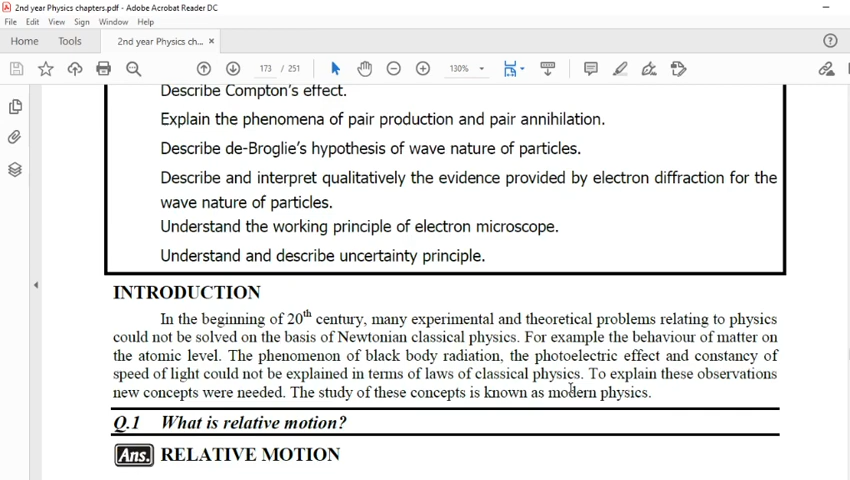 2nd year Physics chapters.pdf - Adobe Acrobat Reader DC
File Edit View Sign Window Help
Home Tools 2nd year Physics ch... ×
173 / 251 130%
Describe Compton's effect.
Explain the phenomena of pair production and pair annihilation.
Describe de-Broglie's hypothesis of wave nature of particles.
Describe and interpret qualitatively the evidence provided by electron diffraction for the
wave nature of particles.
Understand the working principle of electron microscope.
Understand and describe uncertainty principle.
INTRODUCTION
In the beginning of 20th century, many experimental and theoretical problems relating to physics
could not be solved on the basis of Newtonian classical physics. For example the behaviour of matter on
the atomic level. The phenomenon of black body radiation, the photoelectric effect and constancy of
speed of light could not be explained in terms of laws of classical physics. To explain these observations
new concepts were needed. The study of these concepts is known as modern physics.
Q.1 What is relative motion?
Ans. RELATIVE MOTION